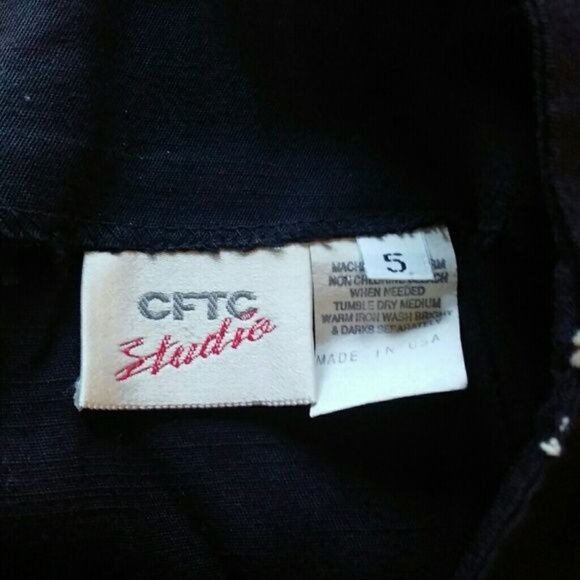 CFTC
Studio
5
NON CHLORINE BLEACH
WHEN NEEDED
TUMBLE DRY MEDIUM
WARM IRON WASH BRIGHT
& DARKS SEPARATELY
MADE IN USA